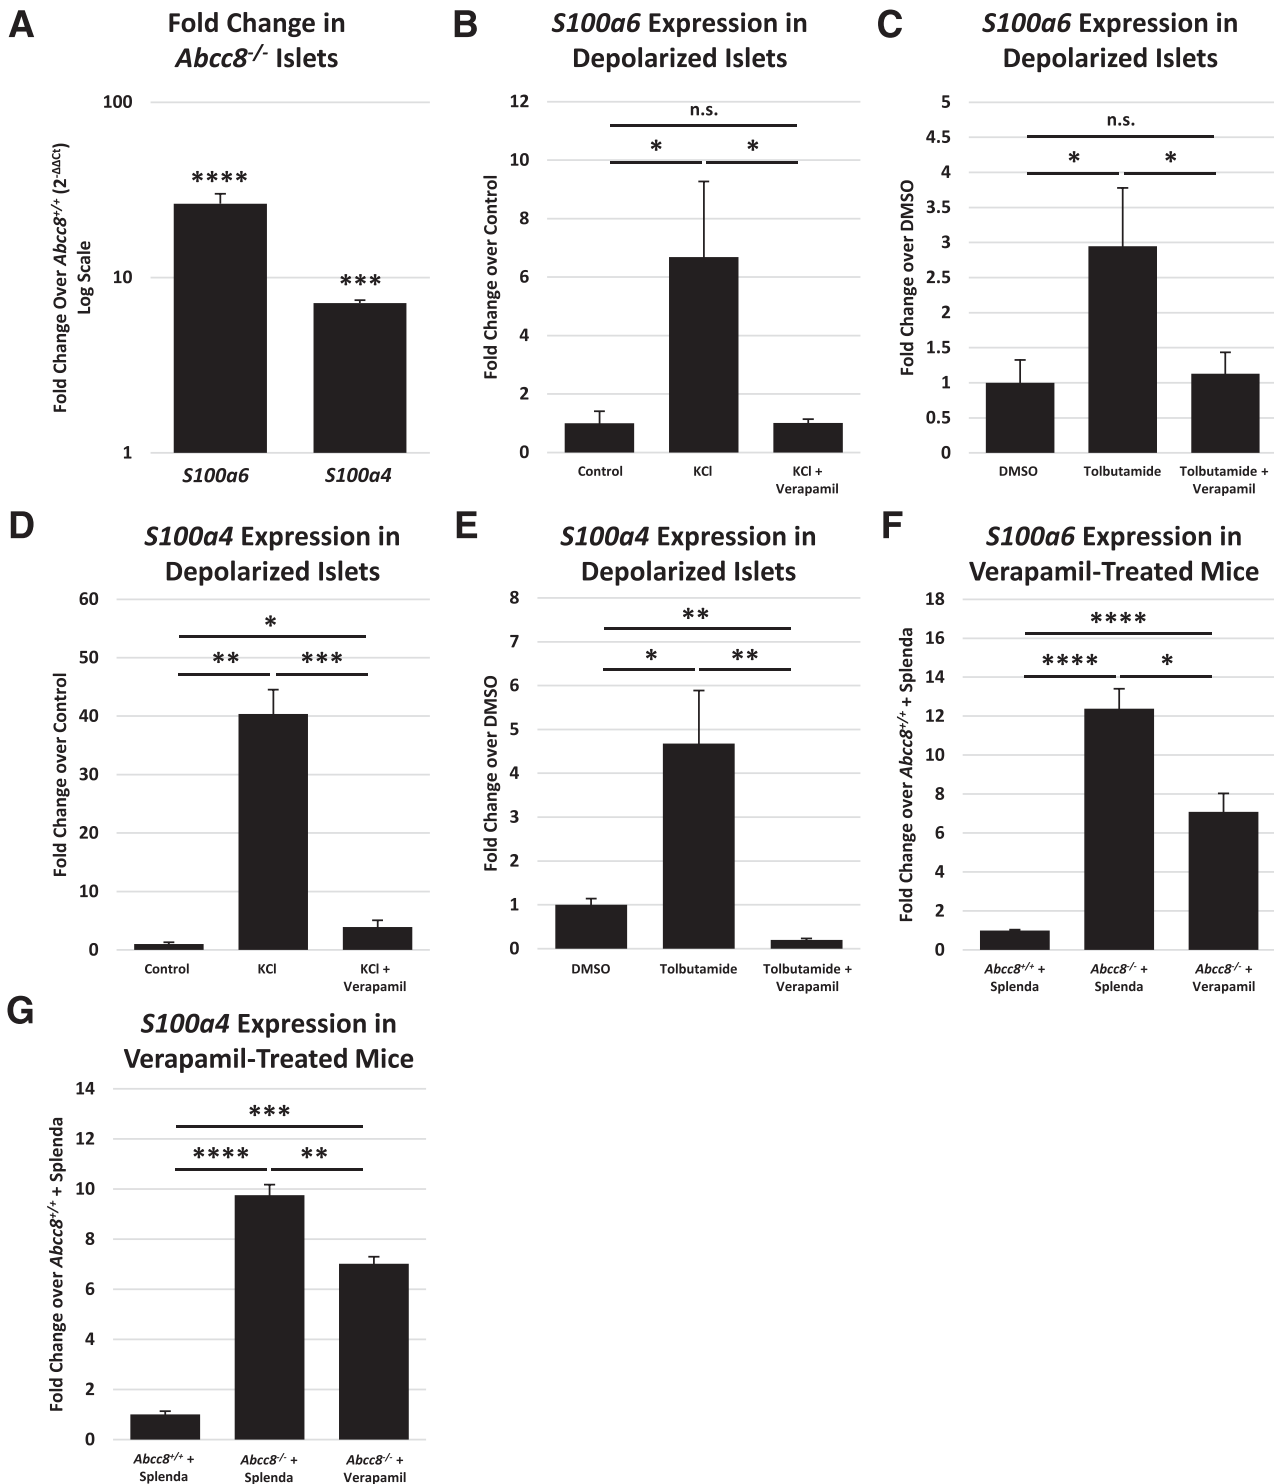 A
Fold Change in
Abcc8-/- Islets
Fold Change Over Abcc8+/+ (2-ΔΔCt)
Log Scale
100
10
1
****
***
S100a6
S100a4
B
S100a6 Expression in
Depolarized Islets
Fold Change over Control
12
10
8
6
4
2
0
n.s.
*
*
Control
KCl
KCl +
Verapamil
C
S100a6 Expression in
Depolarized Islets
Fold Change over DMSO
5
4.5
4
3.5
3
2.5
2
1.5
1
0.5
0
n.s.
*
*
DMSO
Tolbutamide
Tolbutamide +
Verapamil
D
S100a4 Expression in
Depolarized Islets
Fold Change over Control
60
50
40
30
20
10
0
*
**
***
Control
KCl
KCl +
Verapamil
E
S100a4 Expression in
Depolarized Islets
Fold Change over DMSO
8
7
6
5
4
3
2
1
0
**
*
**
DMSO
Tolbutamide
Tolbutamide +
Verapamil
F
S100a6 Expression in
Verapamil-Treated Mice
Fold Change over Abcc8+/+ + Splenda
18
16
14
12
10
8
6
4
2
0
****
****
*
Abcc8+/+ +
Splenda
Abcc8-/- +
Splenda
Abcc8-/- +
Verapamil
G
S100a4 Expression in
Verapamil-Treated Mice
Fold Change over Abcc8+/+ + Splenda
14
12
10
8
6
4
2
0
***
****
**
Abcc8+/+ +
Splenda
Abcc8-/- +
Splenda
Abcc8-/- +
Verapamil